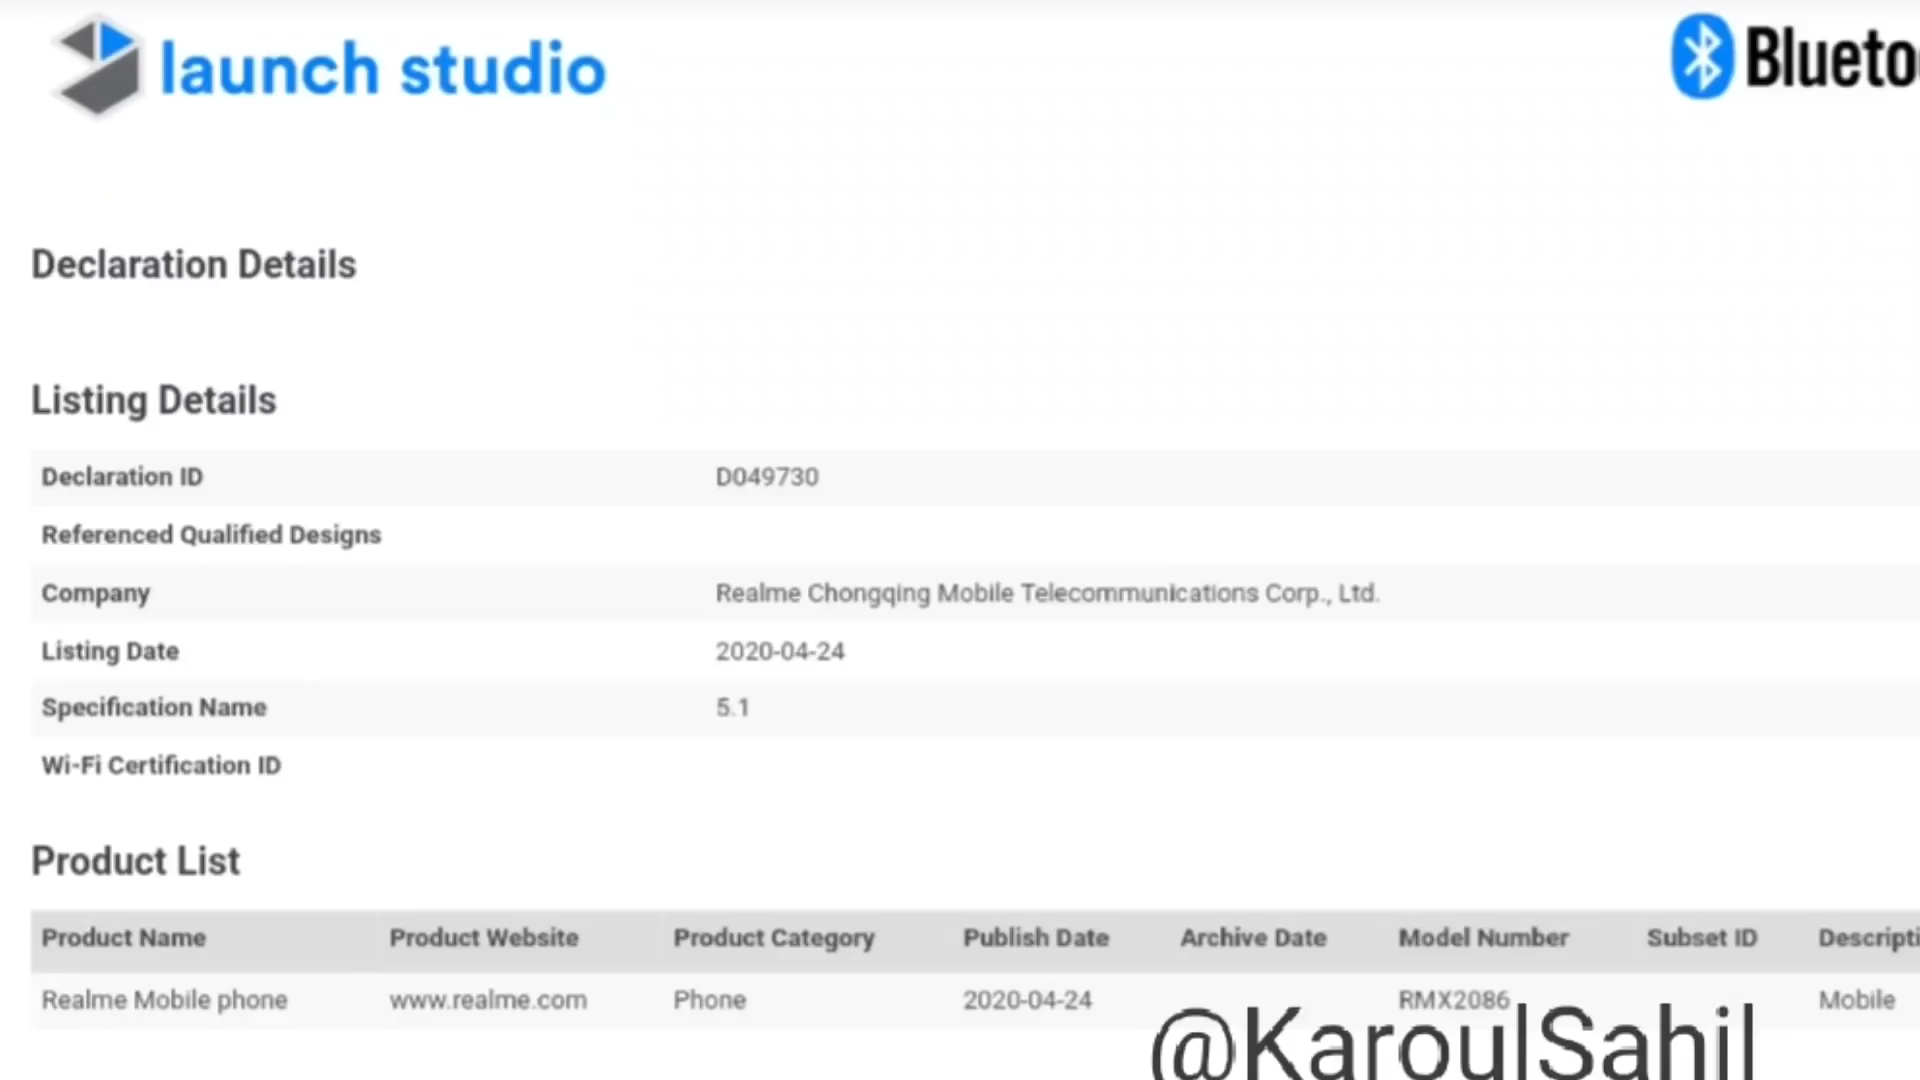 launch studio
Blueto
Declaration Details
Listing Details
Declaration ID D049730
Referenced Qualified Designs
Company Realme Chongqing Mobile Telecommunications Corp., Ltd.
Listing Date 2020-04-24
Specification Name 5.1
Wi-Fi Certification ID
Product List
Product Name Product Website Product Category Publish Date Archive Date Model Number Subset ID Descripti
Realme Mobile phone www.realme.com Phone 2020-04-24 RMX2086 Mobile
@KaroulSahil